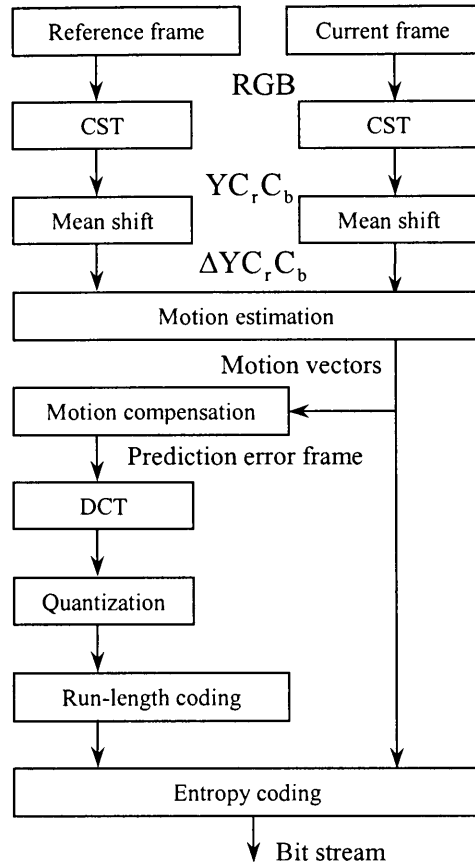 Reference frame
Current frame
RGB
CST
CST
YCrCb
Mean shift
Mean shift
ΔYCrCb
Motion estimation
Motion vectors
Motion compensation
Prediction error frame
DCT
Quantization
Run-length coding
Entropy coding
Bit stream